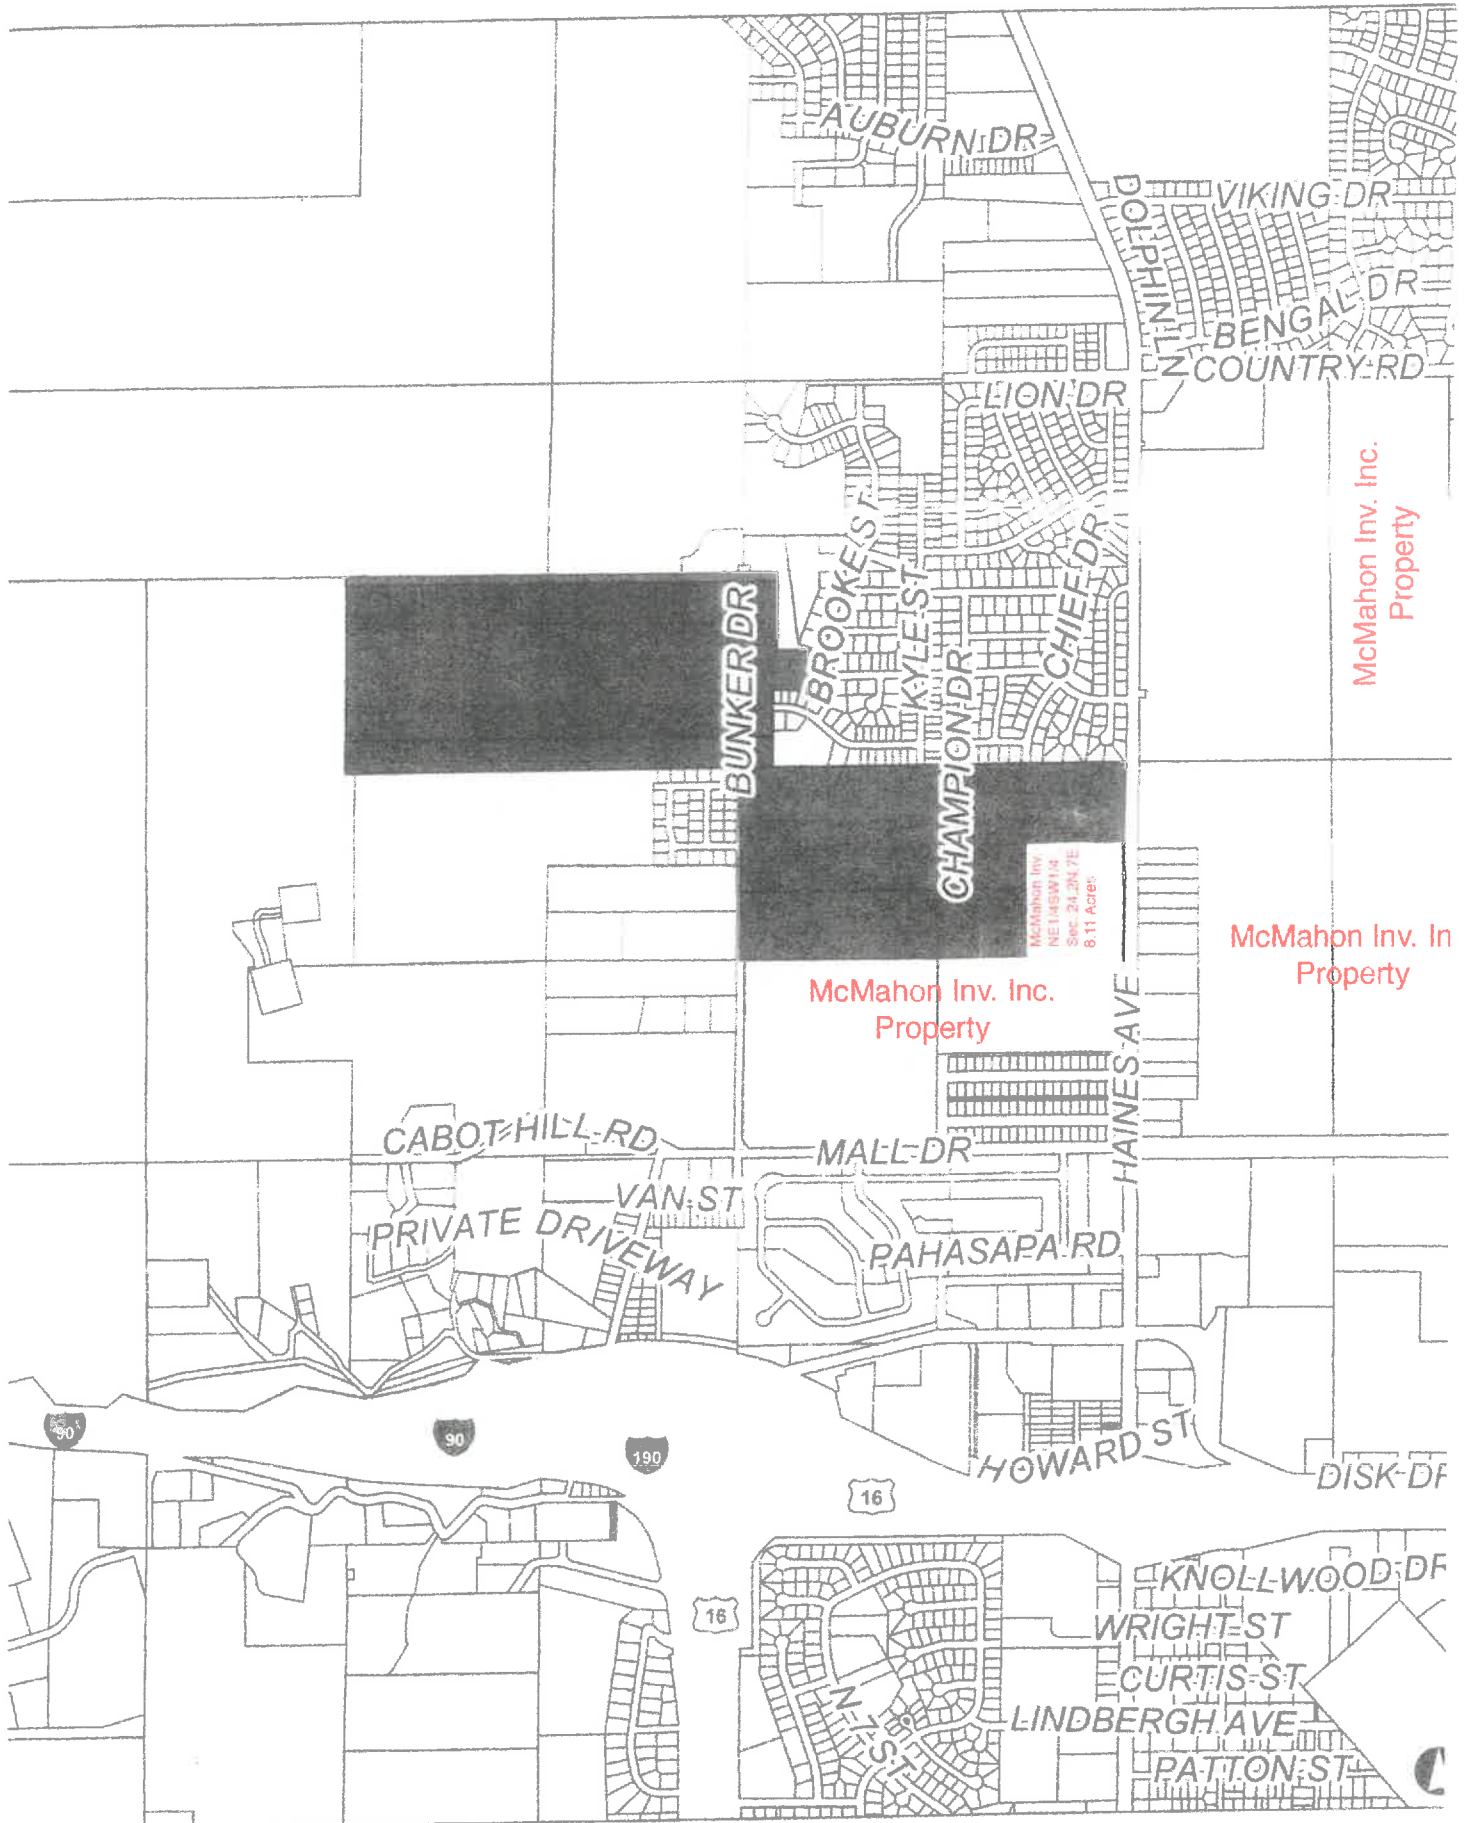 AUBURN DR
DOLPHIN LN
VIKING DR
BENGAL DR
COUNTRY RD
LION DR
McMahon Inv. Inc.
Property
BROOKE ST
KYLE ST
CHIEF DR
BUNKER DR
CHAMPION DR
McMahon Inv.
NE1/4SW1/4
Sec. 24,2N,7E
8.11 Acres
McMahon Inv. In
Property
McMahon Inv. Inc.
Property
HAINES AVE
CABOT HILL RD
MALL DR
VAN ST
PRIVATE DRIVEWAY
PAHASAPA RD
90
90
190
HOWARD ST
16
DISK DR
KNOLLWOOD DR
16
WRIGHT ST
CURTIS ST
N 7 ST
LINDBERGH AVE
PATTON ST